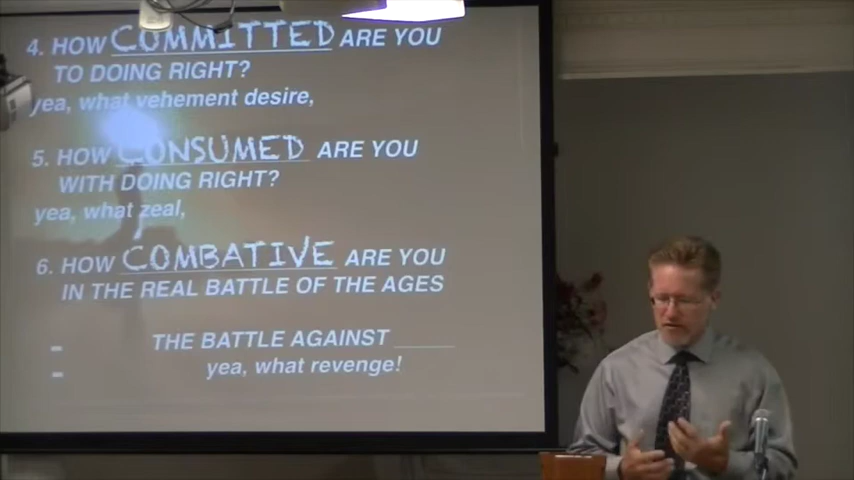 4. HOW COMMITTED ARE YOU
TO DOING RIGHT?
yea, what vehement desire,
5. HOW CONSUMED ARE YOU
WITH DOING RIGHT?
yea, what zeal,
6. HOW COMBATIVE ARE YOU
IN THE REAL BATTLE OF THE AGES
THE BATTLE AGAINST ______
yea, what revenge!